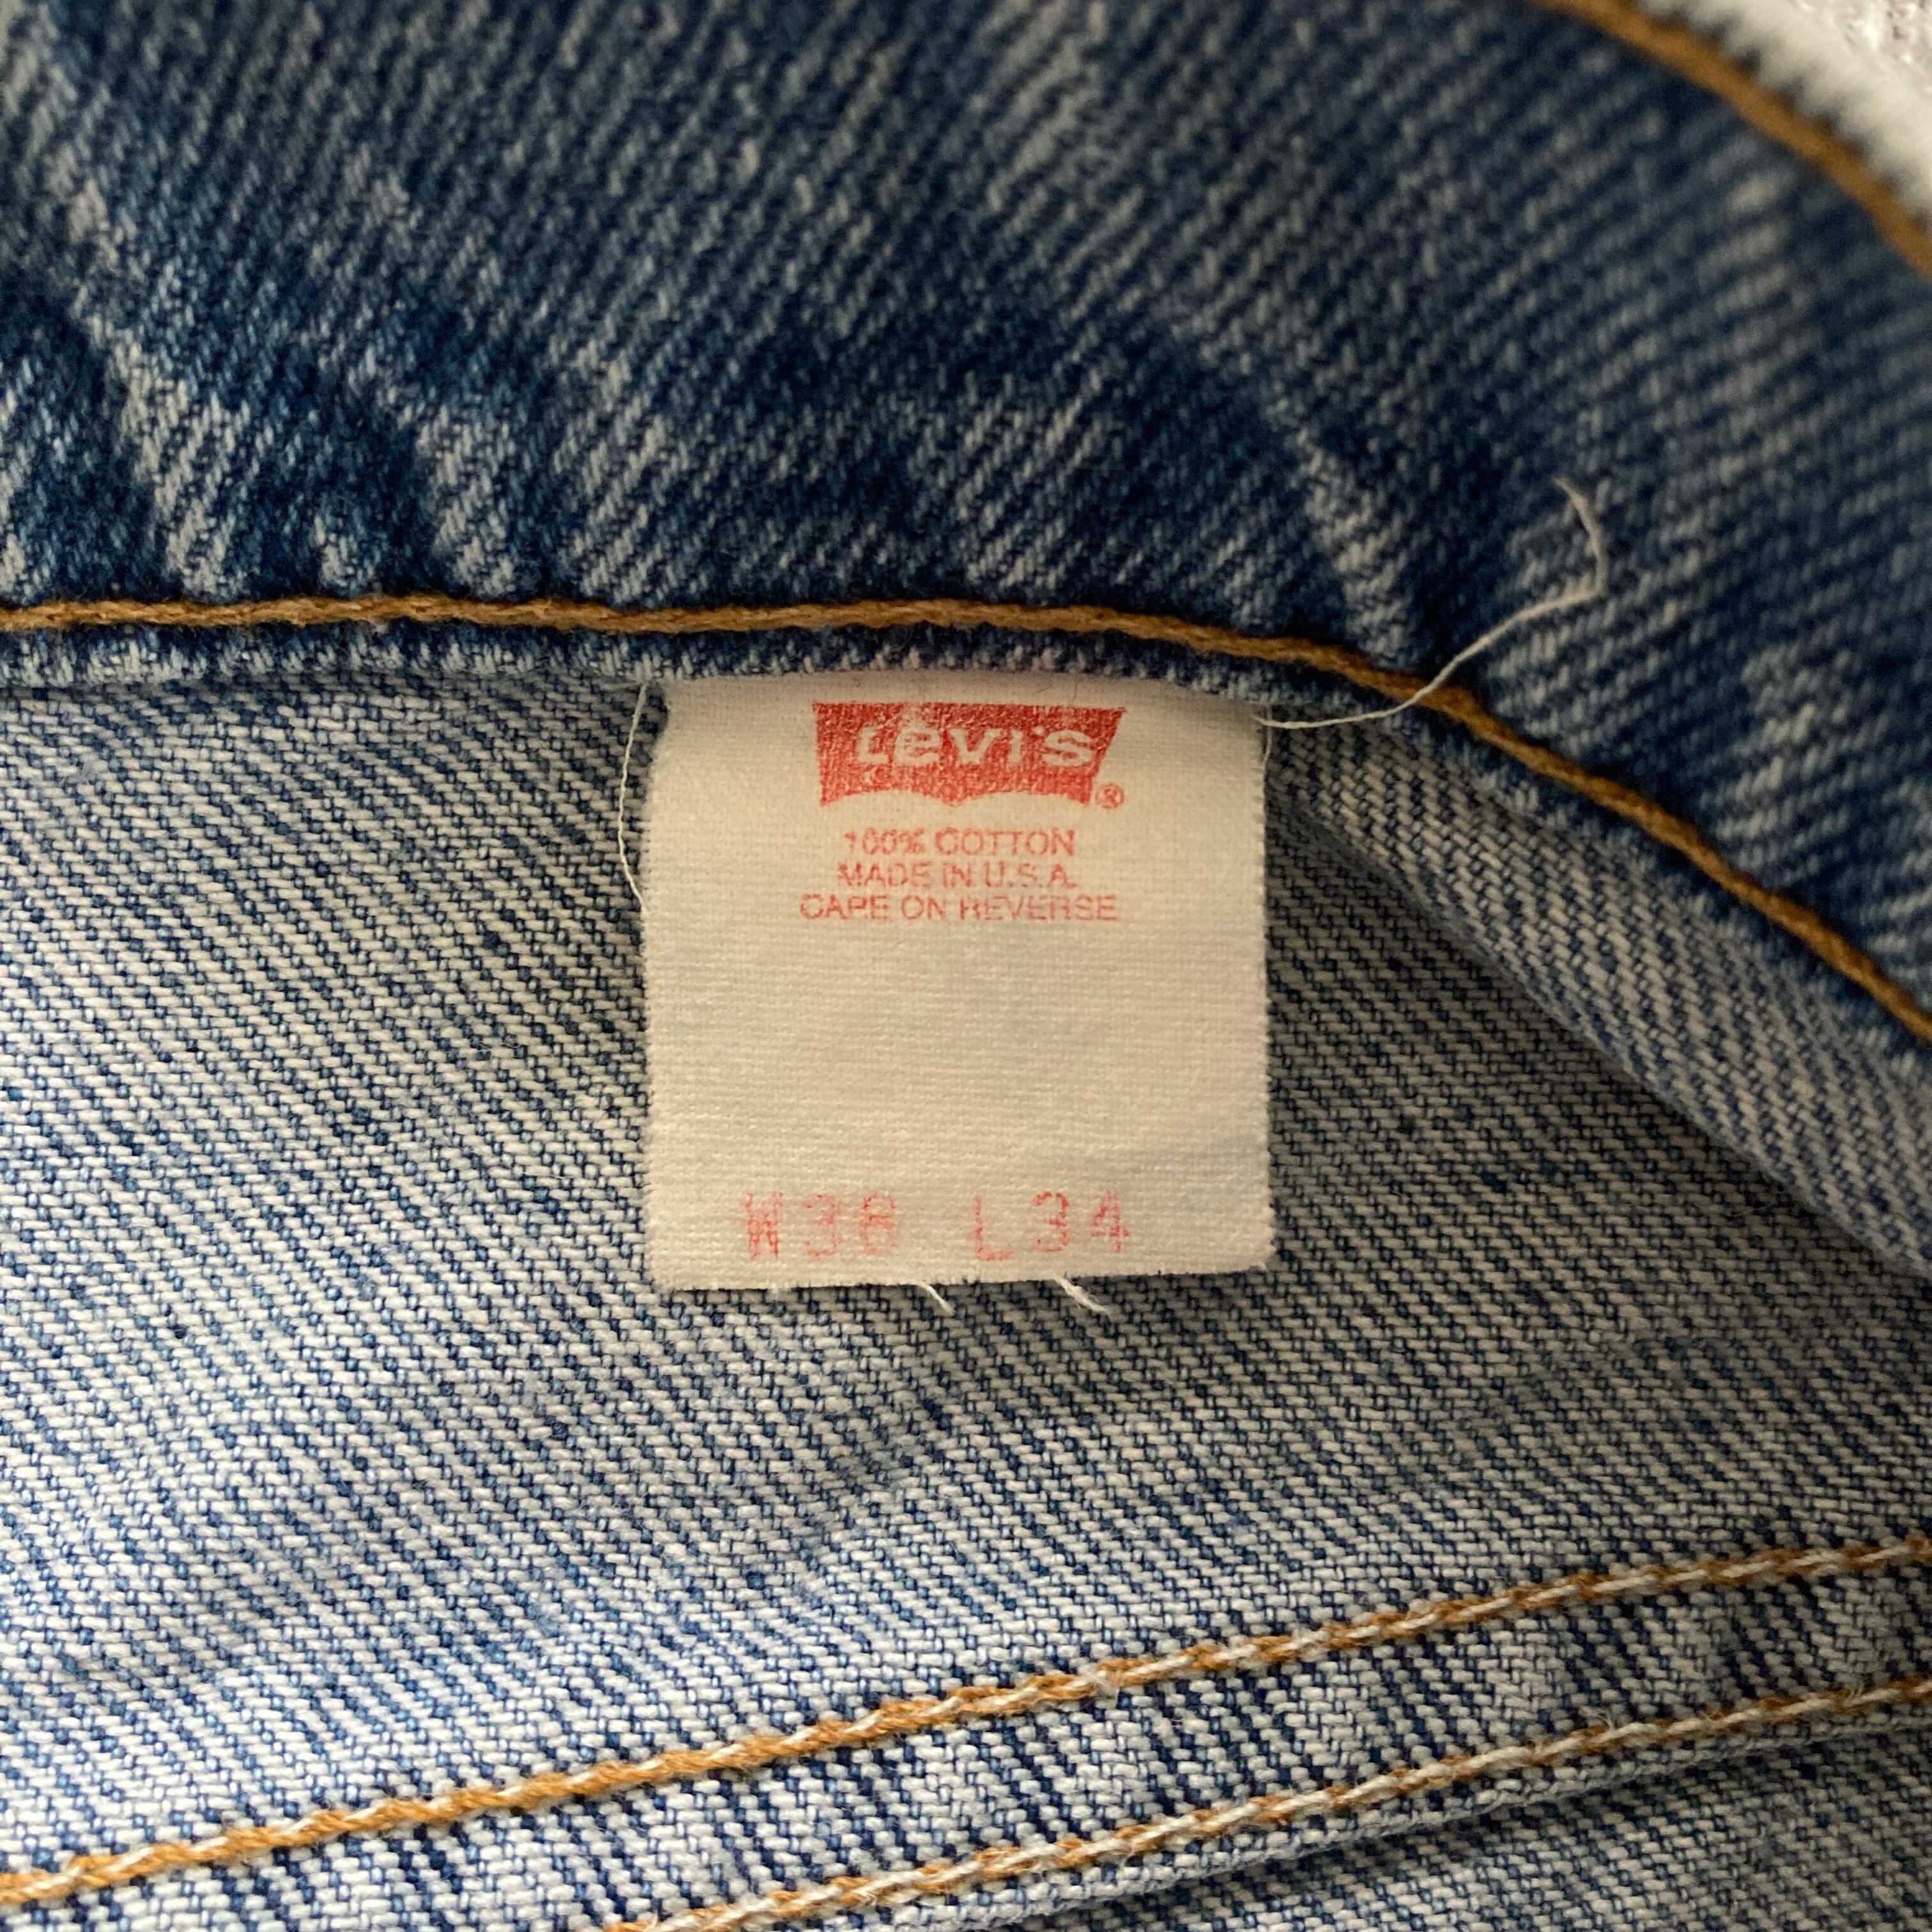 Levi's ®
100% COTTON
MADE IN U.S.A.
CARE ON REVERSE
W38 L34